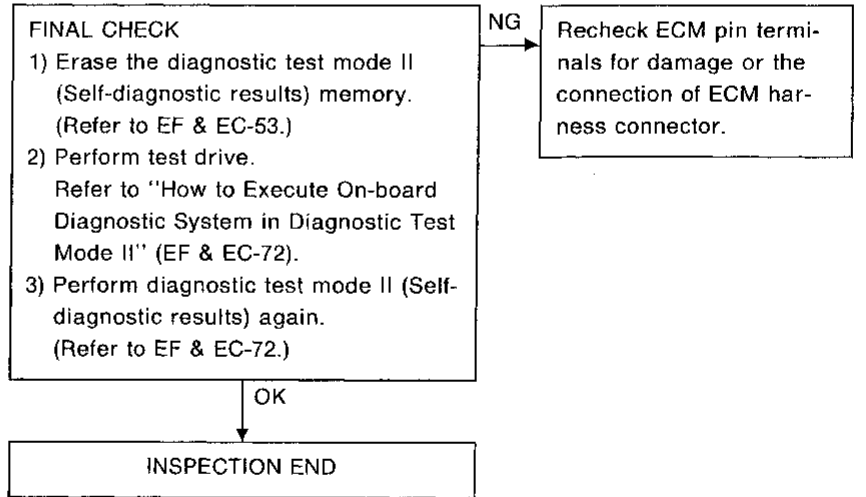 FINAL CHECK
1) Erase the diagnostic test mode II
(Self-diagnostic results) memory.
(Refer to EF & EC-53.)
2) Perform test drive.
Refer to "How to Execute On-board
Diagnostic System in Diagnostic Test
Mode II" (EF & EC-72).
3) Perform diagnostic test mode II (Self-
diagnostic results) again.
(Refer to EF & EC-72.)
NG
Recheck ECM pin termi-
nals for damage or the
connection of ECM har-
ness connector.
OK
INSPECTION END